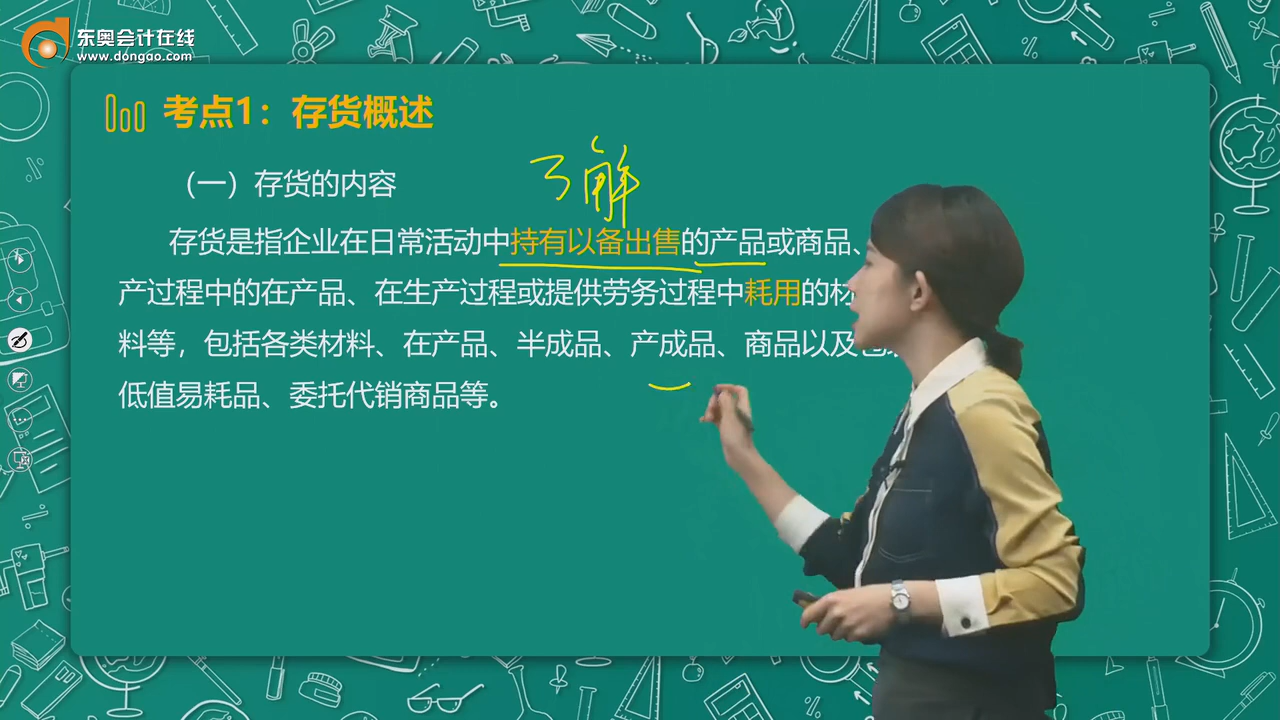 东奥会计在线
www.dongao.com
考点1：存货概述
（一）存货的内容
了解
存货是指企业在日常活动中持有以备出售的产品或商品、
产过程中的在产品、在生产过程或提供劳务过程中耗用的材
料等，包括各类材料、在产品、半成品、产成品、商品以及
低值易耗品、委托代销商品等。